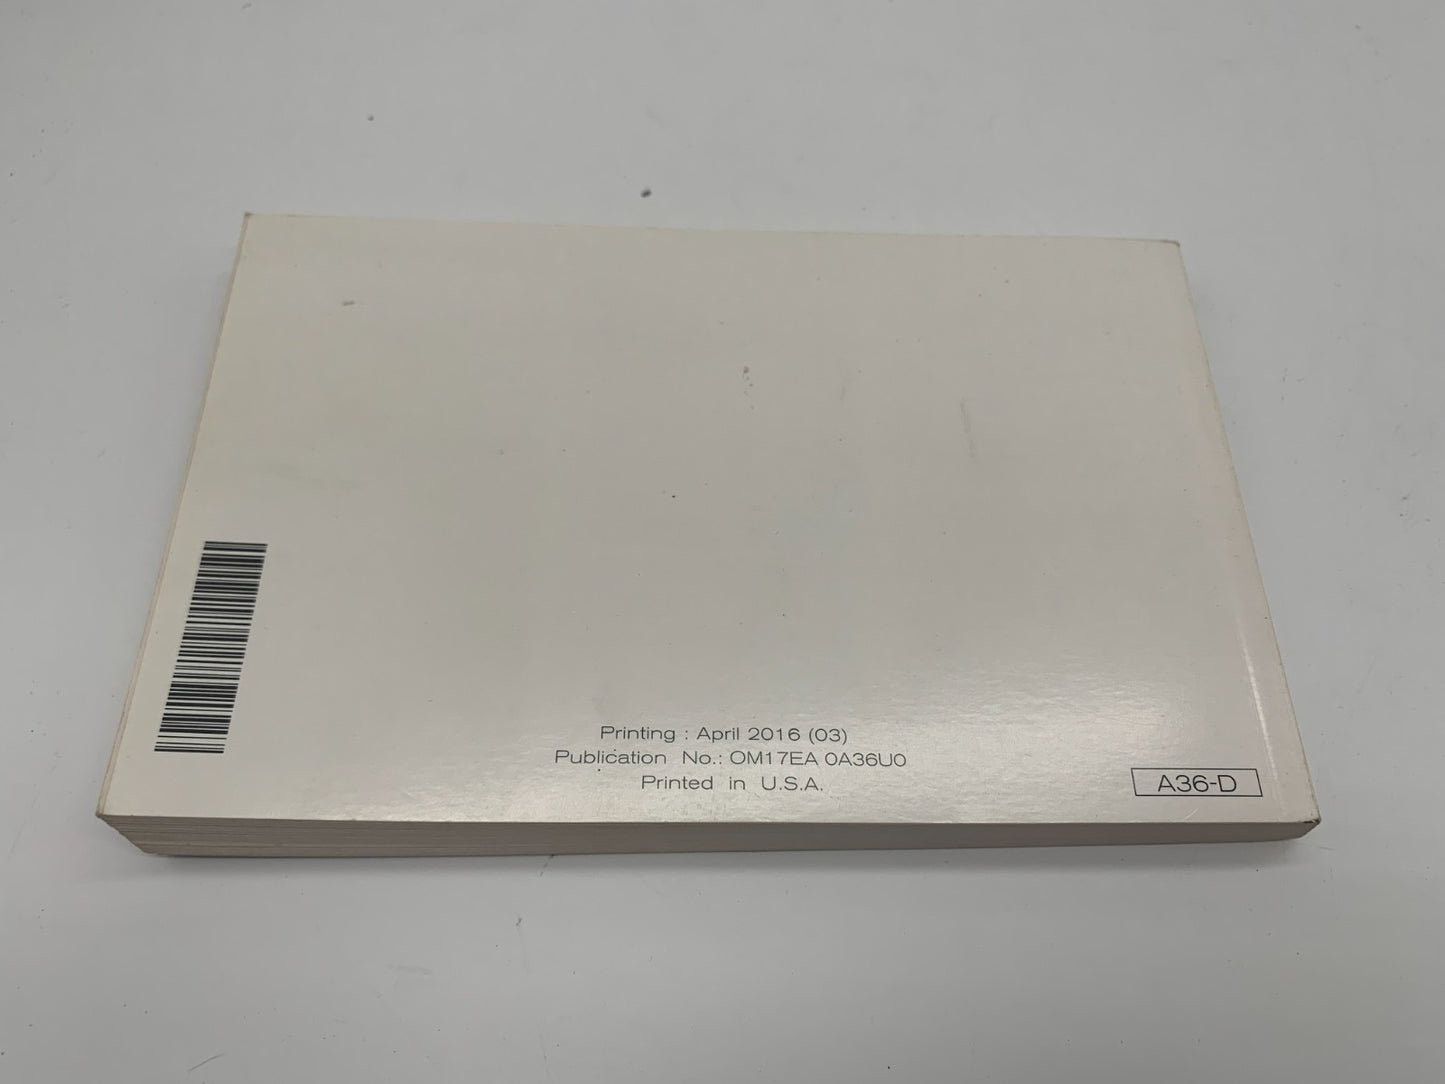 Printing : April 2016 (03)
Publication No.: OM17EA 0A36U0
Printed in U.S.A.
A36-D